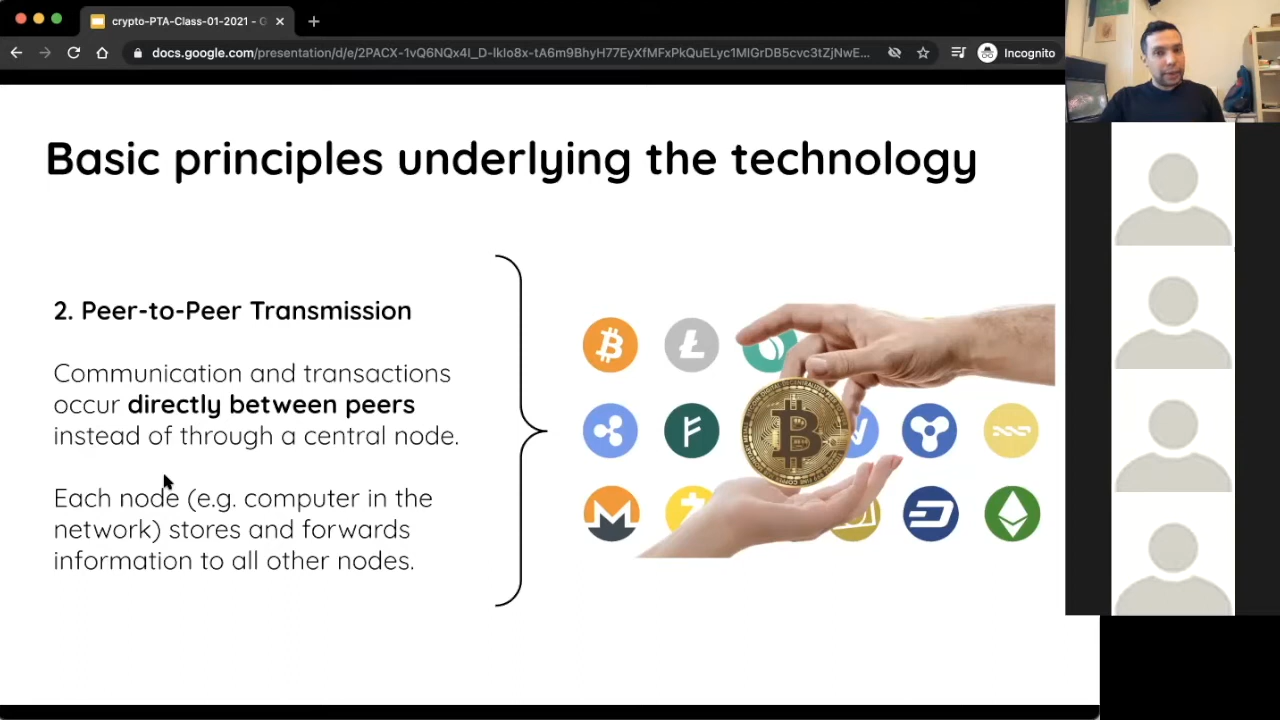 crypto-PTA-Class-01-2021 - G
docs.google.com/presentation/d/e/2PACX-1vQ6NQx4I_D-lkIo8x-tA6m9BhyH77EyXfMFxPkQuELyc1MlGrDB5cvc3tZjNwE...
Incognito
Basic principles underlying the technology
2. Peer-to-Peer Transmission
Communication and transactions
occur directly between peers
instead of through a central node.
Each node (e.g. computer in the
network) stores and forwards
information to all other nodes.